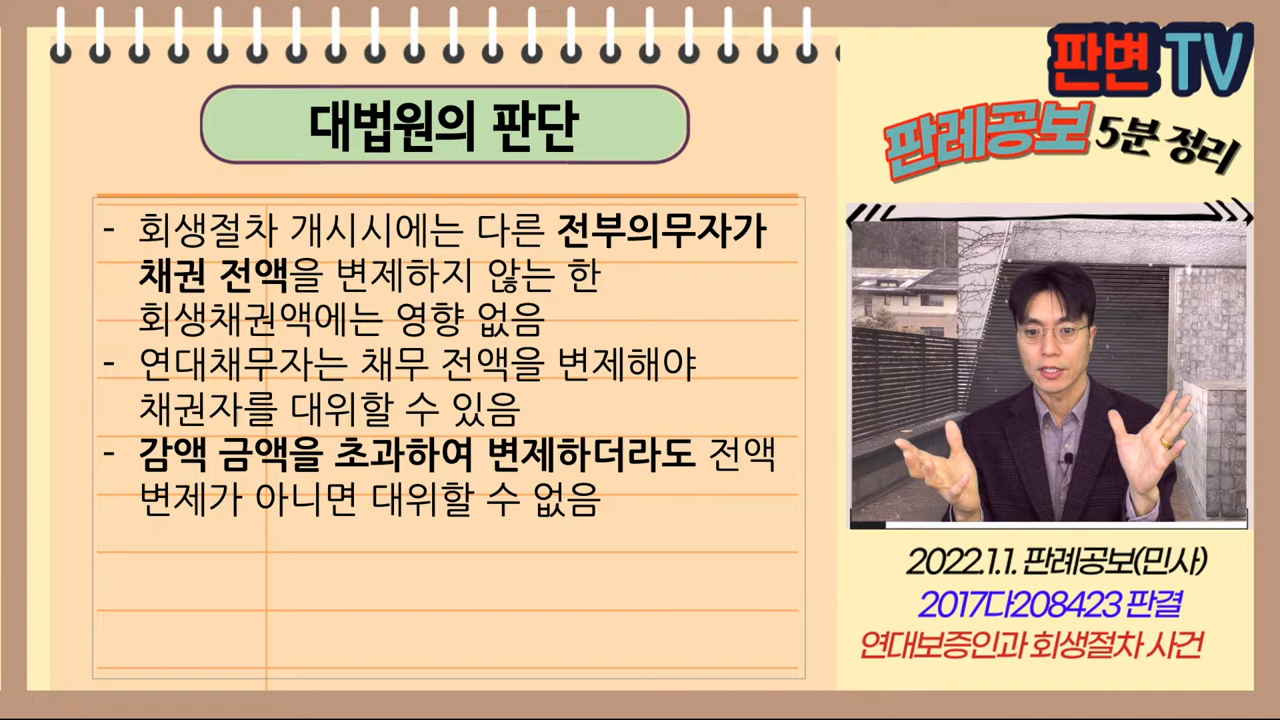 대법원의 판단
- 회생절차 개시시에는 다른 전부의무자가
채권 전액을 변제하지 않는 한
회생채권액에는 영향 없음
- 연대채무자는 채무 전액을 변제해야
채권자를 대위할 수 있음
- 감액 금액을 초과하여 변제하더라도 전액
변제가 아니면 대위할 수 없음
판변 TV
판례공보 5분 정리
2022.1.1. 판례공보(민사)
2017다208423 판결
연대보증인과 회생절차 사건